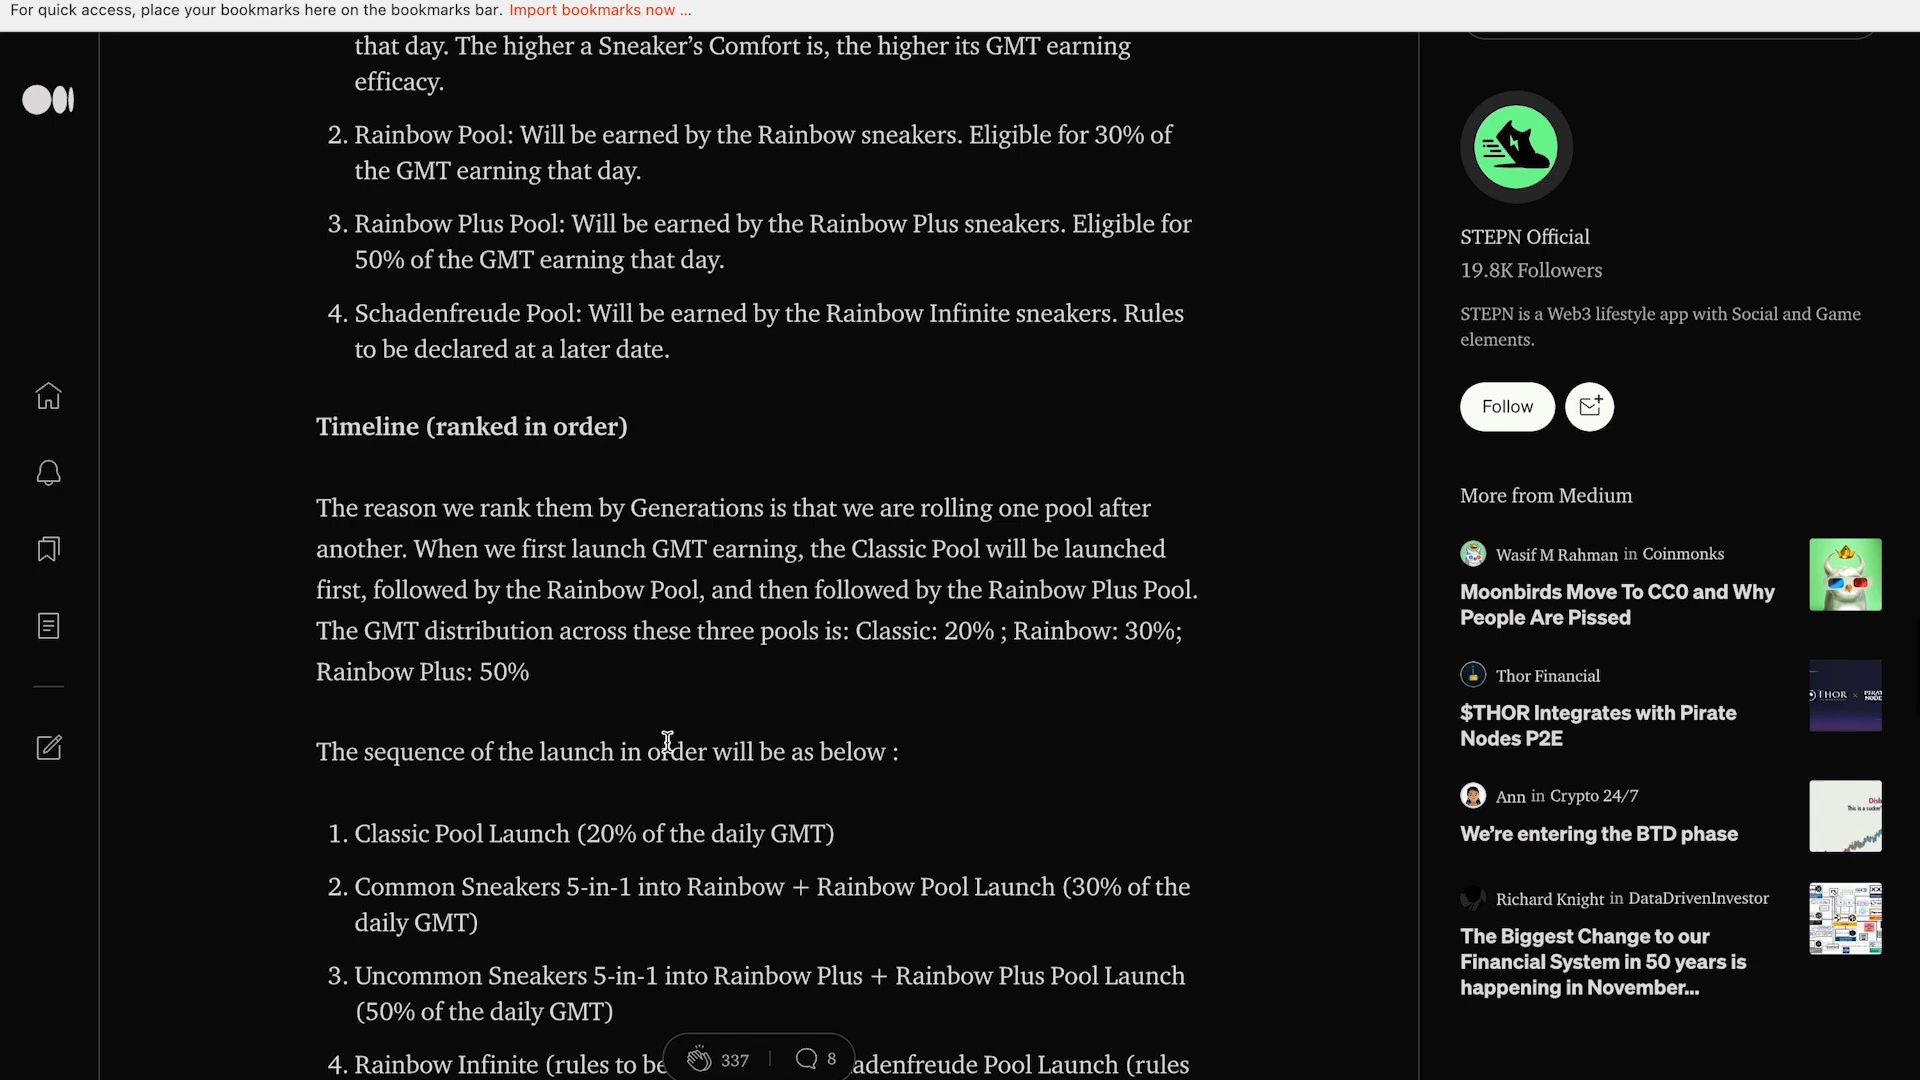 For quick access, place your bookmarks here on the bookmarks bar. Import bookmarks now ...
that day. The higher a Sneaker’s Comfort is, the higher its GMT earning
efficacy.
2. Rainbow Pool: Will be earned by the Rainbow sneakers. Eligible for 30% of
the GMT earning that day.
3. Rainbow Plus Pool: Will be earned by the Rainbow Plus sneakers. Eligible for
50% of the GMT earning that day.
4. Schadenfreude Pool: Will be earned by the Rainbow Infinite sneakers. Rules
to be declared at a later date.
Timeline (ranked in order)
The reason we rank them by Generations is that we are rolling one pool after
another. When we first launch GMT earning, the Classic Pool will be launched
first, followed by the Rainbow Pool, and then followed by the Rainbow Plus Pool.
The GMT distribution across these three pools is: Classic: 20% ; Rainbow: 30%;
Rainbow Plus: 50%
The sequence of the launch in order will be as below :
1. Classic Pool Launch (20% of the daily GMT)
2. Common Sneakers 5-in-1 into Rainbow + Rainbow Pool Launch (30% of the
daily GMT)
3. Uncommon Sneakers 5-in-1 into Rainbow Plus + Rainbow Plus Pool Launch
(50% of the daily GMT)
4. Rainbow Infinite (rules to be adenfreude Pool Launch (rules
337
8
STEPN Official
19.8K Followers
STEPN is a Web3 lifestyle app with Social and Game
elements.
Follow
More from Medium
Wasif M Rahman in Coinmonks
Moonbirds Move To CC0 and Why
People Are Pissed
Thor Financial
$THOR Integrates with Pirate
Nodes P2E
THOR
Ann in Crypto 24/7
We’re entering the BTD phase
Richard Knight in DataDrivenInvestor
The Biggest Change to our
Financial System in 50 years is
happening in November...